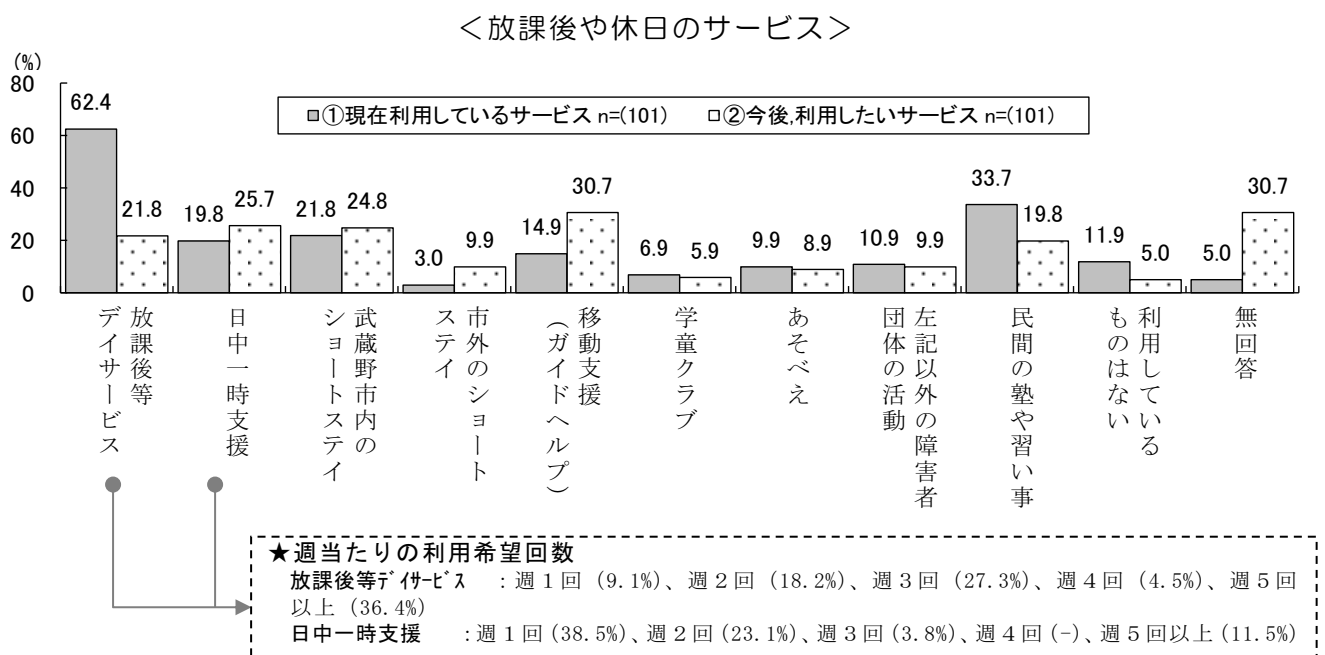 ＜放課後や休日のサービス＞
(%)
80
60
40
20
0
①現在利用しているサービス n=(101) ②今後,利用したいサービス n=(101)
62.4 21.8 19.8 25.7 21.8 24.8 3.0 9.9 14.9 30.7 6.9 5.9 9.9 8.9 10.9 9.9 33.7 19.8 11.9 5.0 5.0 30.7
放課後等
デイサービス
日中一時支援
武蔵野市内の
ショートステイ
市外のショート
ステイ
移動支援
（ガイドヘルプ）
学童クラブ
あそべえ
左記以外の障害者
団体の活動
民間の塾や習い事
利用している
ものはない
無回答
★週当たりの利用希望回数
放課後等ﾃﾞｲｻｰﾋﾞｽ ：週１回（9.1%）、週２回（18.2%）、週３回（27.3%）、週４回（4.5%）、週５回
以上（36.4%）
日中一時支援 ：週１回（38.5%）、週２回（23.1%）、週３回（3.8%）、週４回（-）、週５回以上（11.5%）